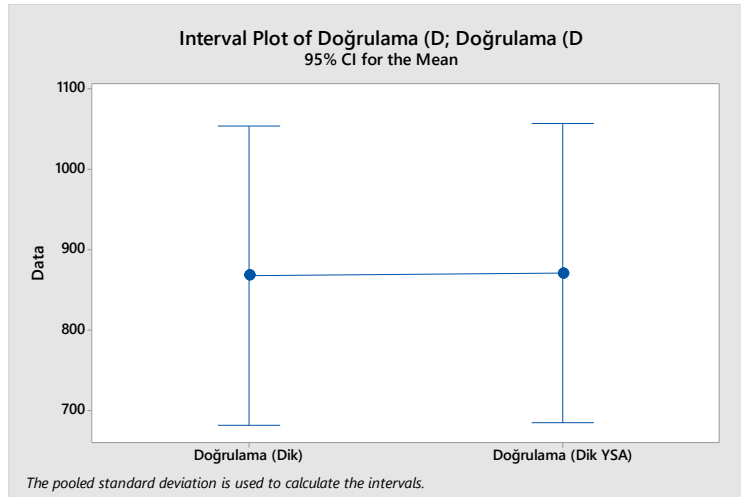 Interval Plot of Doğrulama (D; Doğrulama (D
95% CI for the Mean
1100
1000
900
800
700
Data
Doğrulama (Dik)
Doğrulama (Dik YSA)
The pooled standard deviation is used to calculate the intervals.